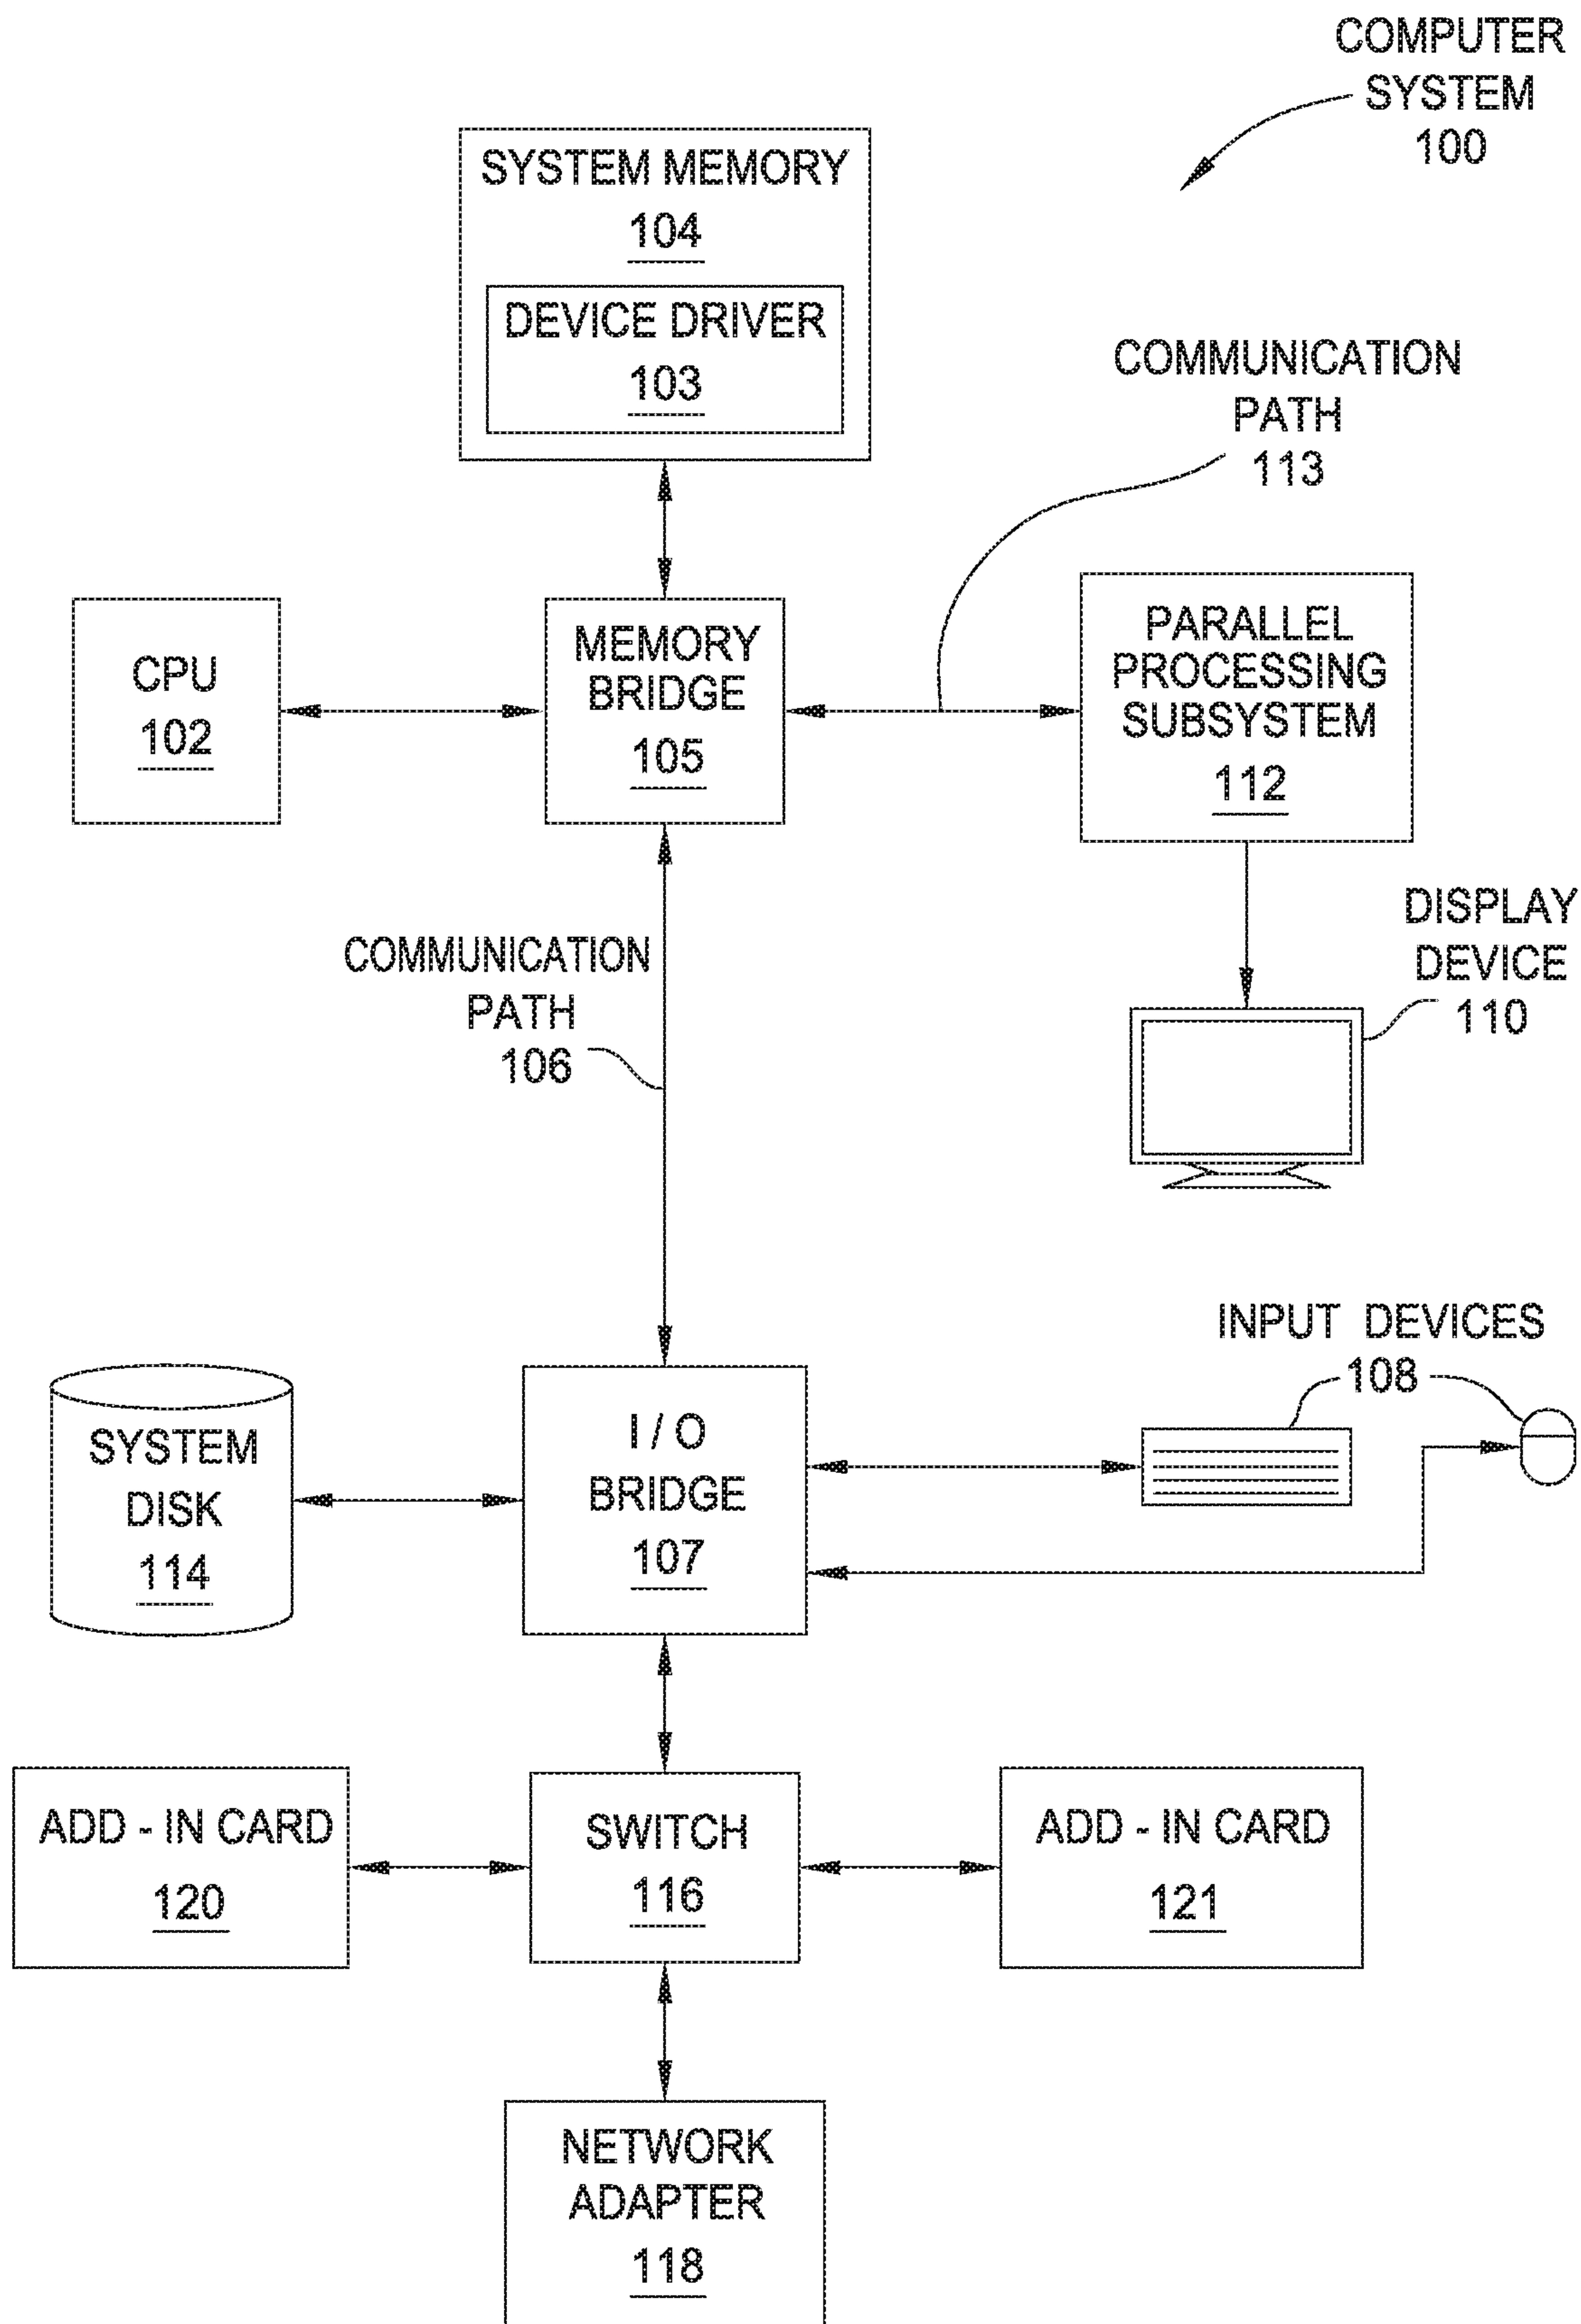 COMPUTER
SYSTEM
100
SYSTEM MEMORY
104
DEVICE DRIVER
103
COMMUNICATION
PATH
113
CPU
102
MEMORY
BRIDGE
105
PARALLEL
PROCESSING
SUBSYSTEM
112
COMMUNICATION
PATH
106
DISPLAY
DEVICE
110
INPUT DEVICES
108
SYSTEM
DISK
114
I / O
BRIDGE
107
ADD - IN CARD
120
SWITCH
116
ADD - IN CARD
121
NETWORK
ADAPTER
118